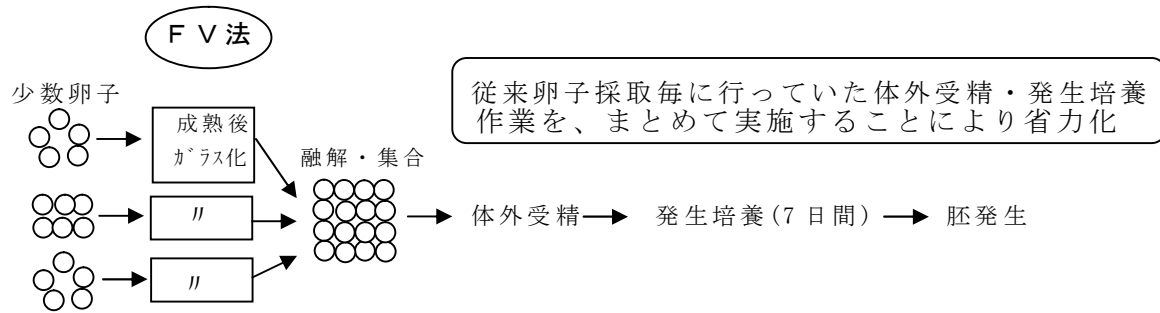 ＦＶ法
従来卵子採取毎に行っていた体外受精・発生培養
作業を、まとめて実施することにより省力化
少数卵子
成熟後
ｶﾞﾗｽ化
融解・集合
〃
体外受精
発生培養(7日間)
胚発生
〃